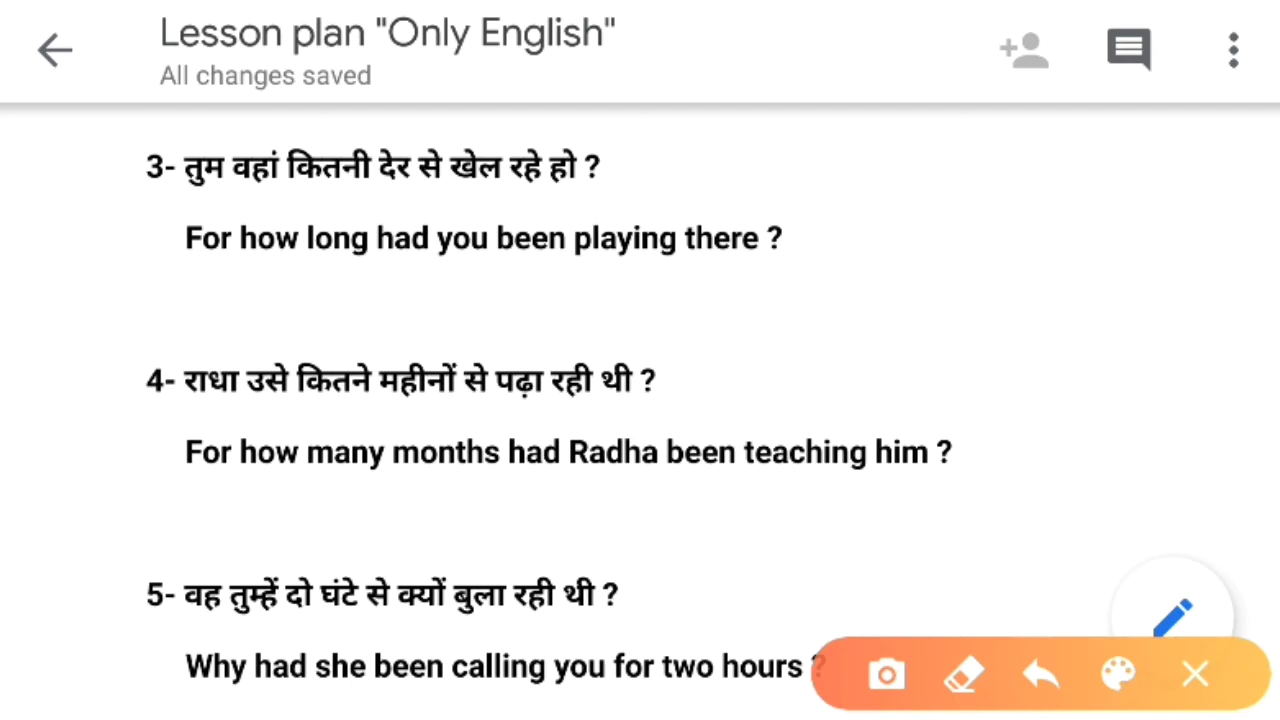 Lesson plan "Only English"
All changes saved
3- तुम वहां कितनी देर से खेल रहे हो ?
For how long had you been playing there ?
4- राधा उसे कितने महीनों से पढ़ा रही थी ?
For how many months had Radha been teaching him ?
5- वह तुम्हें दो घंटे से क्यों बुला रही थी ?
Why had she been calling you for two hours ?